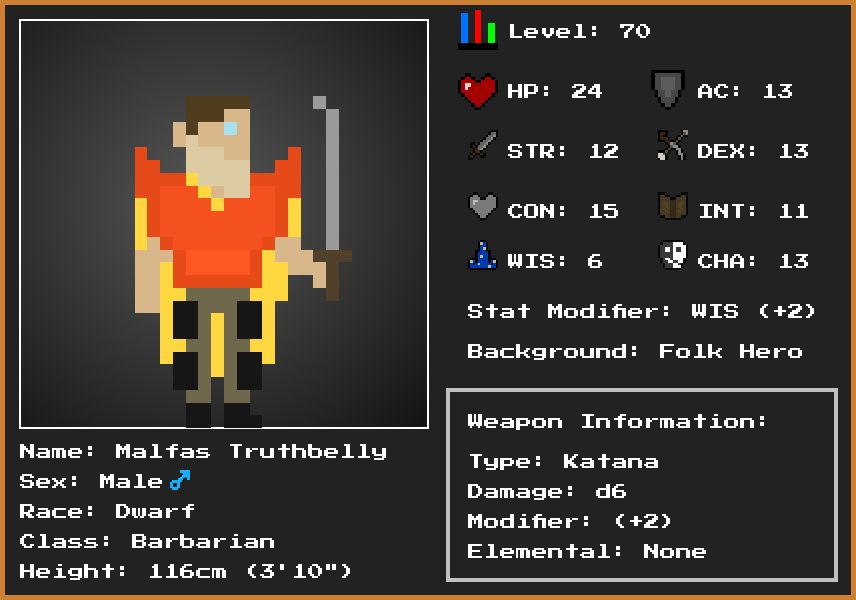 Level: 70
HP: 24
AC: 13
STR: 12
DEX: 13
CON: 15
INT: 11
WIS: 6
CHA: 13
Stat Modifier: WIS (+2)
Background: Folk Hero
Weapon Information:
Type: Katana
Damage: d6
Modifier: (+2)
Elemental: None
Name: Malfas Truthbelly
Sex: Male♂
Race: Dwarf
Class: Barbarian
Height: 116cm (3'10")